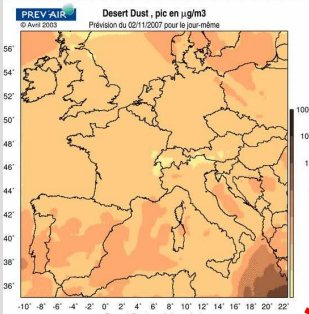 PREV'AIR
© Avril 2003
Desert Dust , pic en µg/m3
Prévision du 02/11/2007 pour le jour-même
56°
54°
52°
50°
48°
46°
44°
42°
40°
38°
36°
100
10
1
-10° -8° -6° -4° -2° 0° 2° 4° 6° 8° 10° 12° 14° 16° 18° 20° 22°